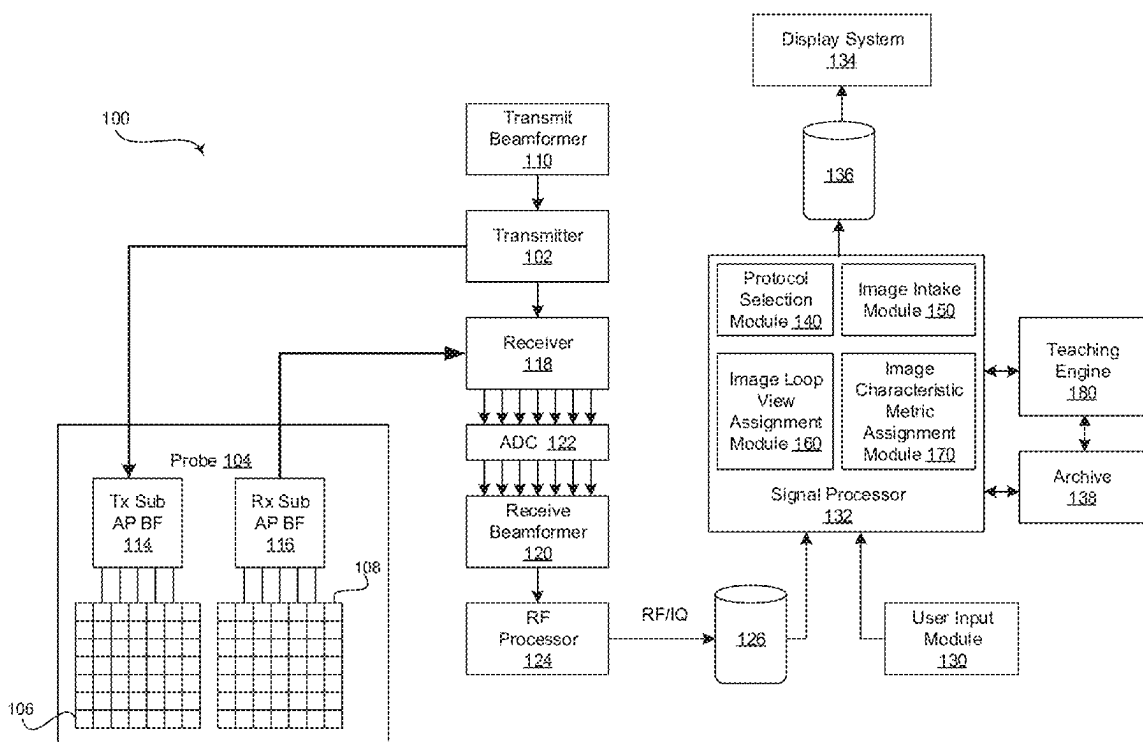 Display System
134
100
Transmit
Beamformer
110
136
Transmitter
102
Protocol
Selection
Module 140
Image Intake
Module 150
Receiver
118
Image Loop
View
Assignment
Module 160
Image
Characteristic
Metric
Assignment
Module 170
Teaching
Engine
180
ADC 122
Probe 104
Signal Processor
132
Archive
138
Tx Sub
AP BF
114
Rx Sub
AP BF
116
Receive
Beamformer
120
108
RF
Processor
124
RF/IQ
126
User Input
Module
130
106